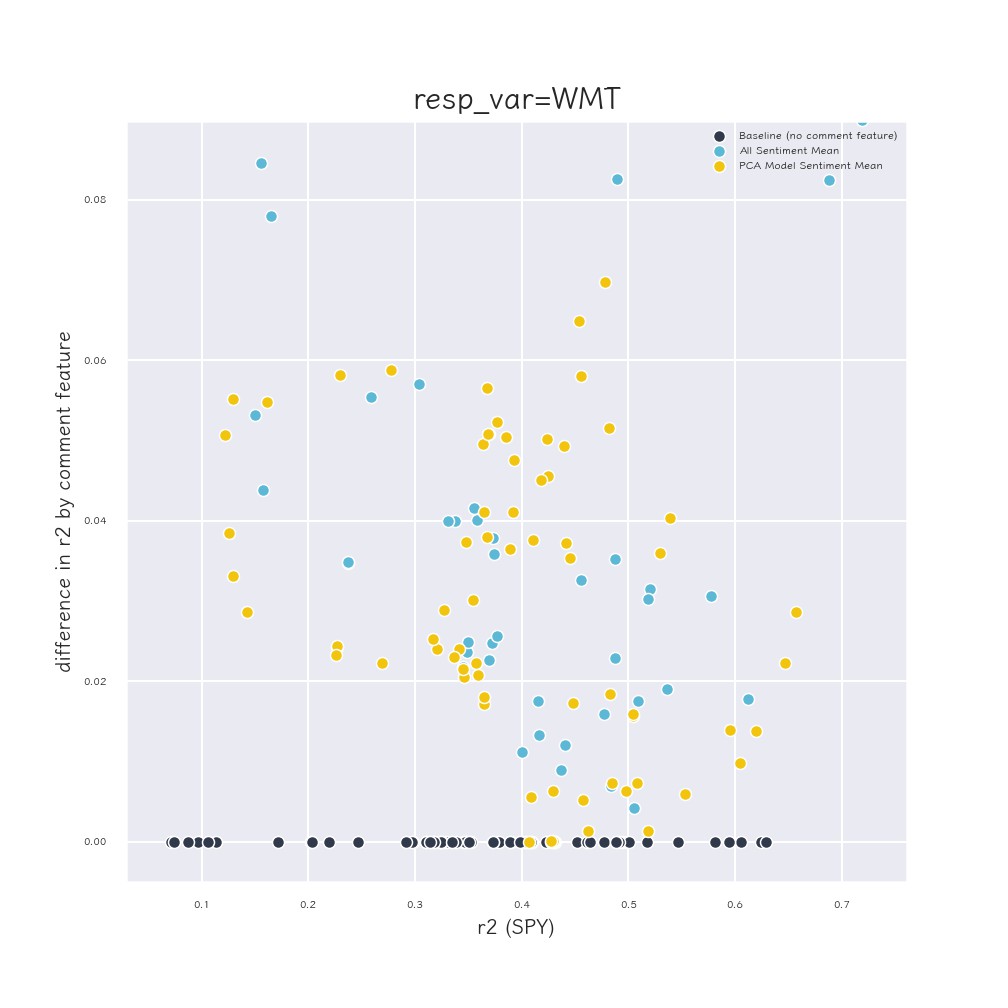 resp_var=WMT
Baseline (no comment feature)
All Sentiment Mean
PCA Model Sentiment Mean
difference in r2 by comment feature
0.08
0.06
0.04
0.02
0.00
0.1 0.2 0.3 0.4 0.5 0.6 0.7
r2 (SPY)